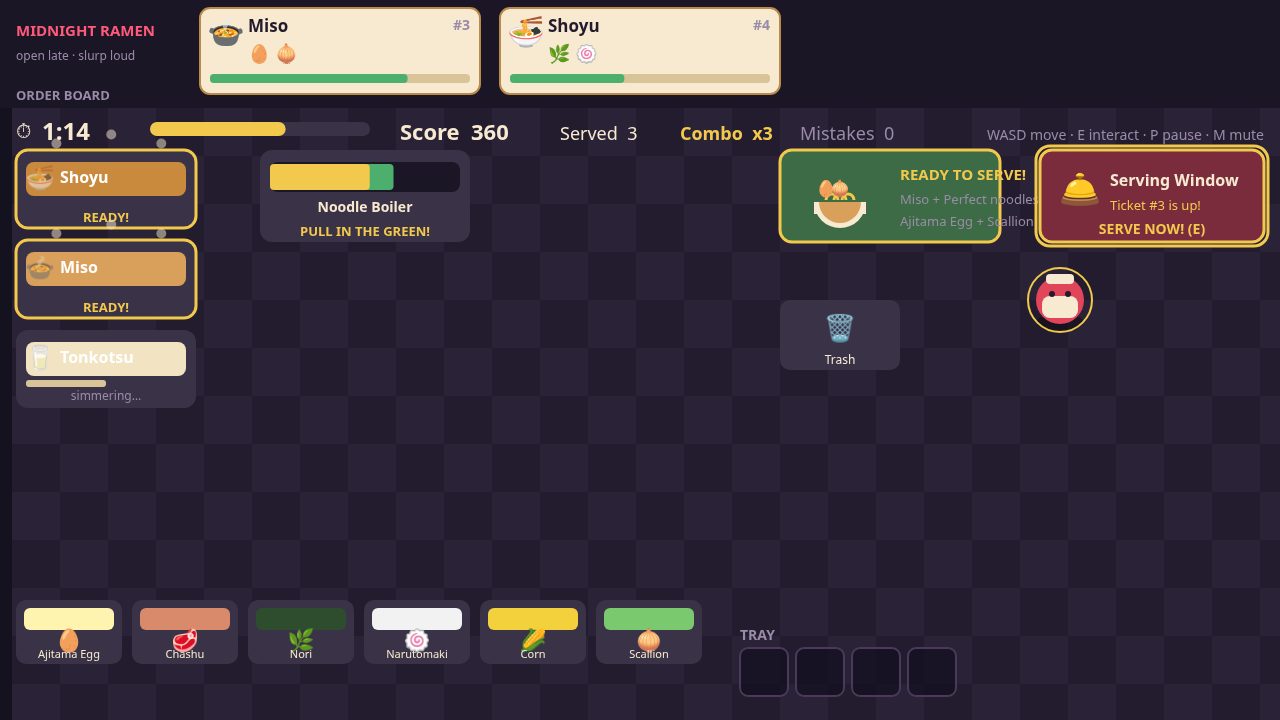 MIDNIGHT RAMEN
open late · slurp loud
ORDER BOARD
Miso #3
Shoyu #4
1:14
Score 360
Served 3
Combo x3
Mistakes 0
WASD move · E interact · P pause · M mute
Shoyu
READY!
Miso
READY!
Tonkotsu
simmering...
Noodle Boiler
PULL IN THE GREEN!
READY TO SERVE!
Miso + Perfect noodles
Ajitama Egg + Scallion
Serving Window
Ticket #3 is up!
SERVE NOW! (E)
Trash
Ajitama Egg
Chashu
Nori
Narutomaki
Corn
Scallion
TRAY